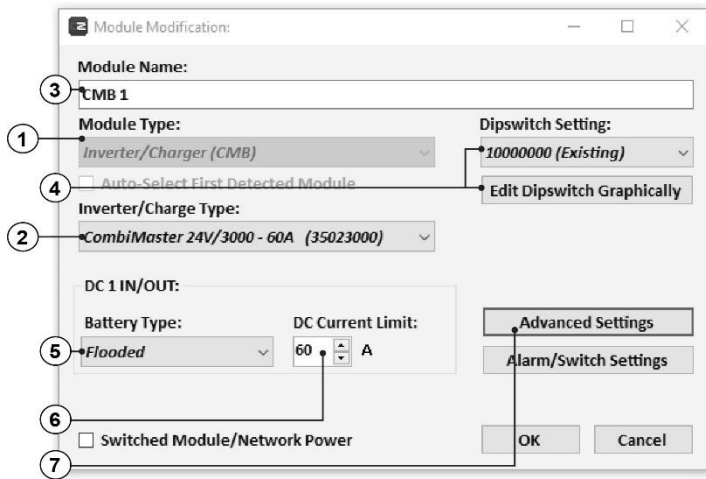 Module Modification:
Module Name:
3
CMB 1
1
Module Type:
Dipswitch Setting:
Inverter/Charger (CMB)
10000000 (Existing)
4
Auto-Select First Detected Module
Edit Dipswitch Graphically
Inverter/Charge Type:
2
CombiMaster 24V/3000 - 60A (35023000)
DC 1 IN/OUT:
Battery Type:
DC Current Limit:
Advanced Settings
5
Flooded
60
A
Alarm/Switch Settings
6
Switched Module/Network Power
OK
Cancel
7